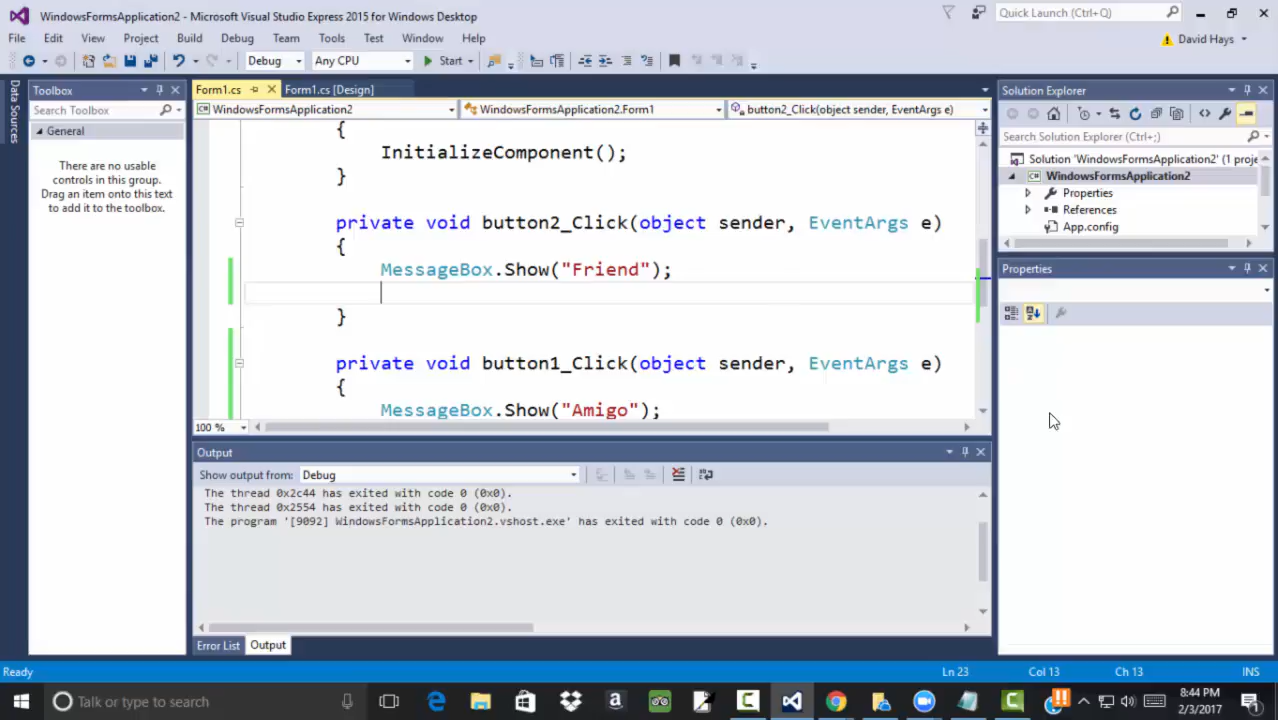 WindowsFormsApplication2 - Microsoft Visual Studio Express 2015 for Windows Desktop
Quick Launch (Ctrl+Q)
File Edit View Project Build Debug Team Tools Test Window Help
David Hays
Debug Any CPU Start
Data Sources
Toolbox
Search Toolbox
General
There are no usable
controls in this group.
Drag an item onto this text
to add it to the toolbox.
Form1.cs Form1.cs [Design]
WindowsFormsApplication2 WindowsFormsApplication2.Form1 button2_Click(object sender, EventArgs e)
{
InitializeComponent();
}
private void button2_Click(object sender, EventArgs e)
{
MessageBox.Show("Friend");
}
private void button1_Click(object sender, EventArgs e)
{
MessageBox.Show("Amigo");
100 %
Output
Show output from: Debug
The thread 0x2c44 has exited with code 0 (0x0).
The thread 0x2554 has exited with code 0 (0x0).
The program '[9092] WindowsFormsApplication2.vshost.exe' has exited with code 0 (0x0).
Error List Output
Solution Explorer
Search Solution Explorer (Ctrl+;)
Solution 'WindowsFormsApplication2' (1 proje
WindowsFormsApplication2
Properties
References
App.config
Properties
Ready Ln 23 Col 13 Ch 13 INS
Talk or type to search
8:44 PM
2/3/2017